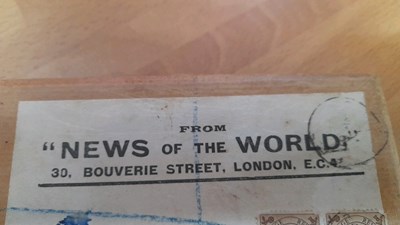 FROM
"NEWS OF THE WORLD"
30, BOUVERIE STREET, LONDON, E.C.4.